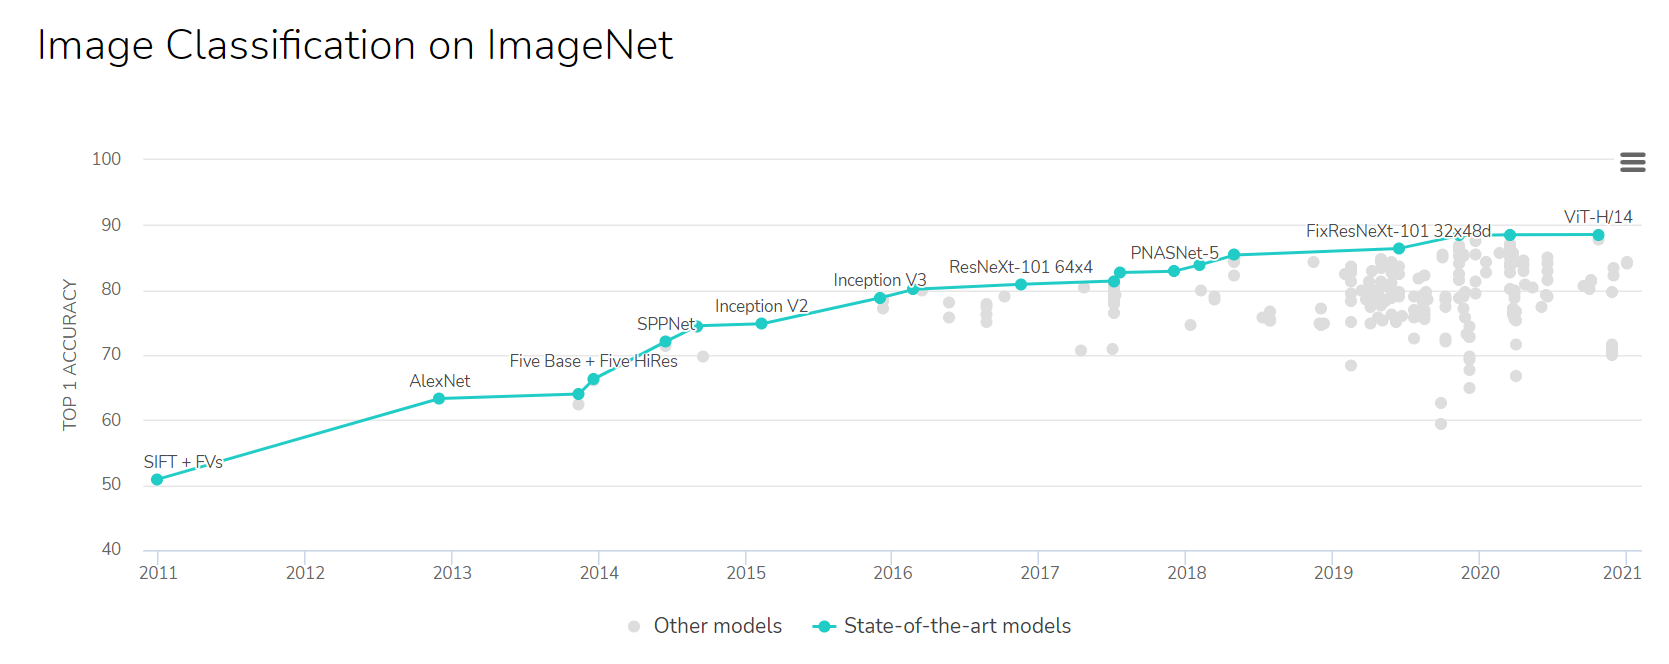 Image Classification on ImageNet
100
90
80
70
60
50
40
TOP 1 ACCURACY
ViT-H/14
FixResNeXt-101 32x48d
PNASNet-5
ResNeXt-101 64x4
Inception V3
Inception V2
SPPNet
Five Base + Five HiRes
AlexNet
SIFT + FVs
2011 2012 2013 2014 2015 2016 2017 2018 2019 2020 2021
Other models State-of-the-art models